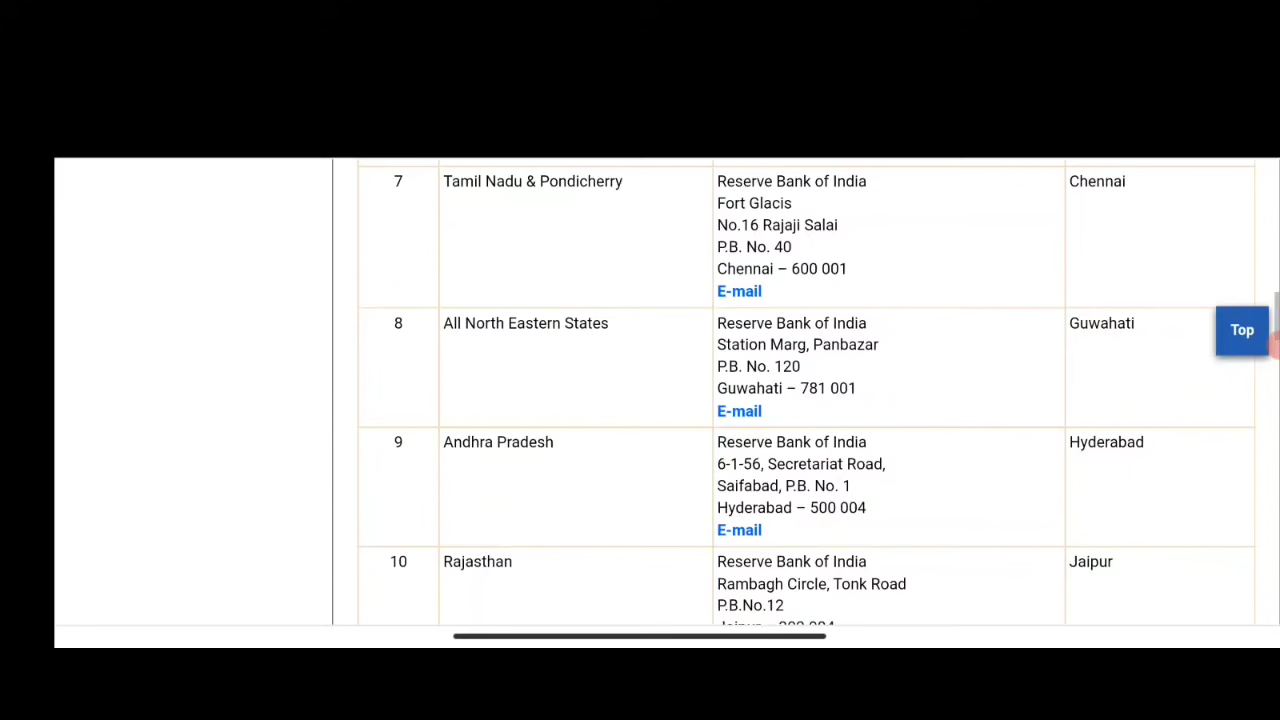 7
Tamil Nadu & Pondicherry
Reserve Bank of India
Fort Glacis
No.16 Rajaji Salai
P.B. No. 40
Chennai – 600 001
E-mail
Chennai
8
All North Eastern States
Reserve Bank of India
Station Marg, Panbazar
P.B. No. 120
Guwahati – 781 001
E-mail
Guwahati
Top
9
Andhra Pradesh
Reserve Bank of India
6-1-56, Secretariat Road,
Saifabad, P.B. No. 1
Hyderabad – 500 004
E-mail
Hyderabad
10
Rajasthan
Reserve Bank of India
Rambagh Circle, Tonk Road
P.B.No.12
Jaipur